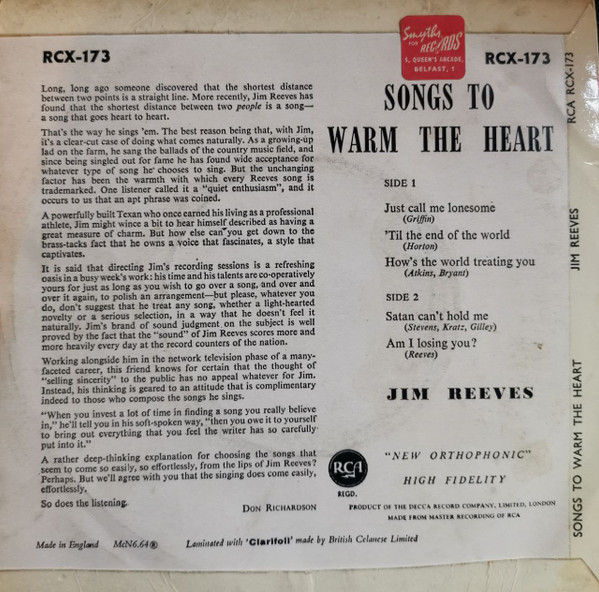 RCX-173
Smyths
FOR RECORDS
5, QUEEN'S ARCADE,
BELFAST, 1
RCX-173
Long, long ago someone discovered that the shortest distance
between two points is a straight line. More recently, Jim Reeves has
found that the shortest distance between two people is a song—
a song that goes heart to heart.
That's the way he sings 'em. The best reason being that, with Jim,
it's a clear-cut case of doing what comes naturally. As a growing-up
lad on the farm, he sang the ballads of the country music field, and
since being singled out for fame he has found wide acceptance for
whatever type of song he chooses to sing. But the unchanging
factor has been the warmth with which every Reeves song is
trademarked. One listener called it a "quiet enthusiasm", and it
occurs to us that an apt phrase was coined.
A powerfully built Texan who once earned his living as a professional
athlete, Jim might wince a bit to hear himself described as having a
great measure of charm. But how else can you get down to the
brass-tacks fact that he owns a voice that fascinates, a style that
captivates.
It is said that directing Jim's recording sessions is a refreshing
oasis in a busy week's work: his time and his talents are co-operatively
yours for just as long as you wish to go over a song, and over and
over it again, to polish an arrangement—but please, whatever you
do, don't suggest that he treat any song, whether a light-hearted
novelty or a serious selection, in a way that he doesn't feel it
naturally. Jim's brand of sound judgment on the subject is well
proved by the fact that the "sound" of Jim Reeves scores more and
more heavily every day at the record counters of the nation.
Working alongside him in the network television phase of a many-
faceted career, this friend knows for certain that the thought of
"selling sincerity" to the public has no appeal whatever for Jim.
Instead, his thinking is geared to an attitude that is complimentary
indeed to those who compose the songs he sings.
"When you invest a lot of time in finding a song you really believe
in," he'll tell you in his soft-spoken way, "then you owe it to yourself
to bring out everything that you feel the writer has so carefully
put into it."
A rather deep-thinking explanation for choosing the songs that
seem to come so easily, so effortlessly, from the lips of Jim Reeves?
Perhaps. But we'll agree with you that the singing does come easily,
effortlessly.
So does the listening.
DON RICHARDSON
SONGS TO
WARM THE HEART
SIDE 1
Just call me lonesome
(Griffin)
'Til the end of the world
(Horton)
How's the world treating you
(Atkins, Bryant)
SIDE 2
Satan can't hold me
(Stevens, Kratz, Gilley)
Am I losing you?
(Reeves)
JIM REEVES
RCA
REGD.
"NEW ORTHOPHONIC"
HIGH FIDELITY
PRODUCT OF THE DECCA RECORD COMPANY, LIMITED, LONDON
MADE FROM MASTER RECORDING OF RCA
Made in England McN6.64®
Laminated with 'Clarifoil' made by British Celanese Limited
SONGS TO WARM THE HEART JIM REEVES RCA RCX-173